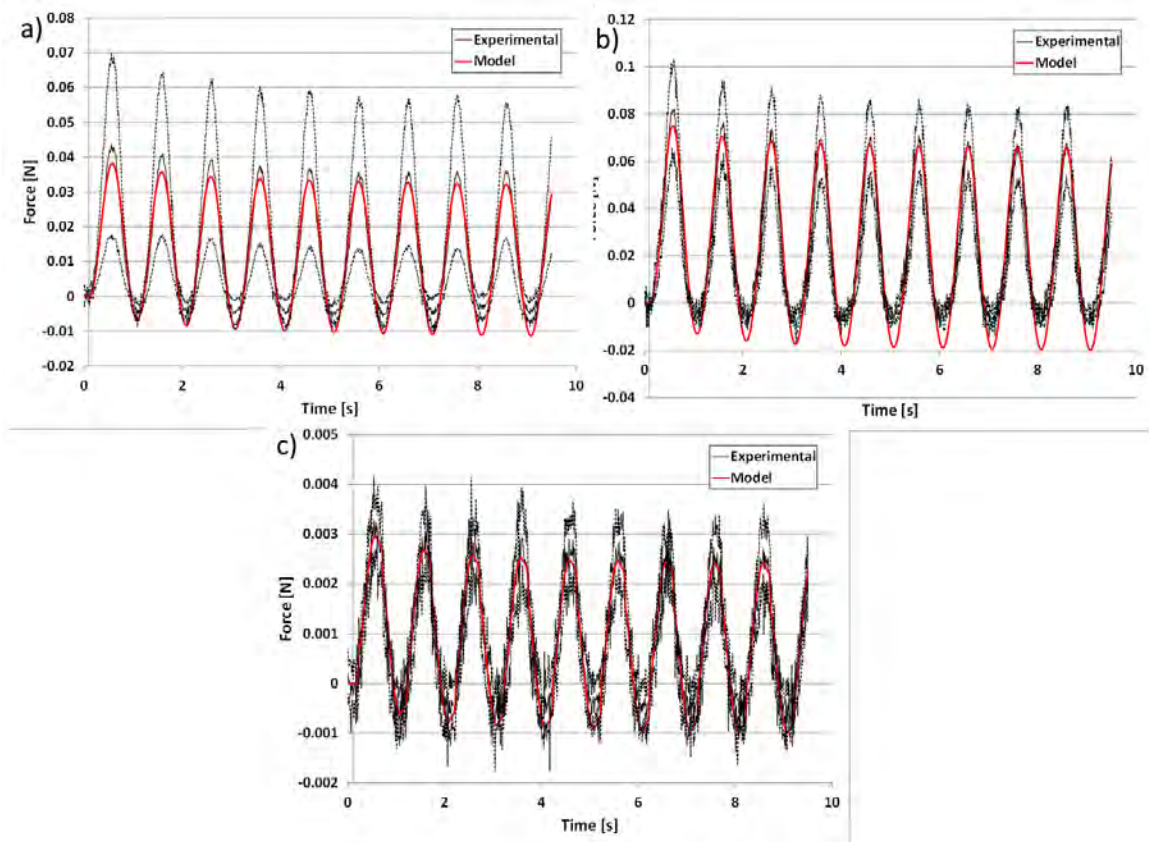 a)
0.08
0.07
0.06
0.05
0.04
0.03
0.02
0.01
0
-0.01
-0.02
Force [N]
Experimental
Model
0 2 4 6 8 10
Time [s]
b)
0.12
0.1
0.08
0.06
0.04
0.02
0
-0.02
-0.04
Experimental
Model
0 2 4 6 8 10
Time [s]
c)
0.005
0.004
0.003
0.002
0.001
0
-0.001
-0.002
Force [N]
Experimental
Model
0 2 4 6 8 10
Time [s]